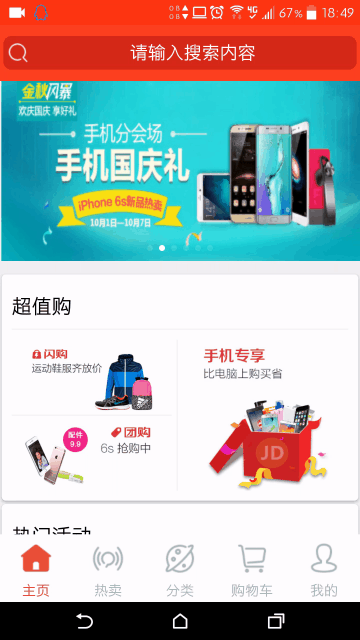 0 B
0 B
4G
67%
18:49
请输入搜索内容
金秋风暴
欢庆国庆 享好礼
手机分会场
手机国庆礼
iPhone 6s新品热卖
10月1日—10月7日
超值购
闪购
运动鞋服齐放价
手机专享
比电脑上购买省
配件
9.9
团购
6s 抢购中
JD
热门活动
主页
热卖
分类
购物车
我的